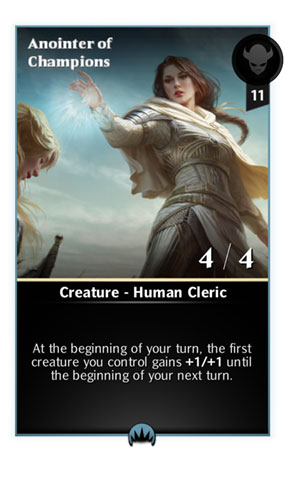 Anointer of
Champions
11
4 / 4
Creature - Human Cleric
At the beginning of your turn, the first
creature you control gains +1/+1 until
the beginning of your next turn.